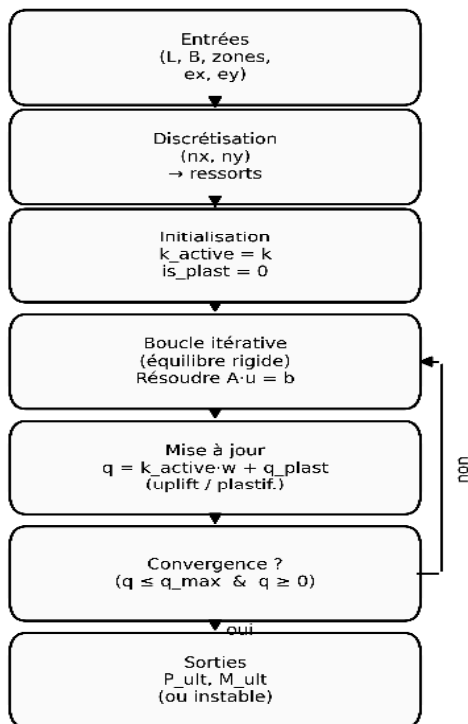 Entrées
(L, B, zones,
ex, ey)
Discrétisation
(nx, ny)
→ ressorts
Initialisation
k_active = k
is_plast = 0
Boucle itérative
(équilibre rigide)
Résoudre A·u = b
Mise à jour
q = k_active·w + q_plast
(uplift / plastif.)
Convergence ?
(q ≤ q_max & q ≥ 0)
non
oui
Sorties
P_ult, M_ult
(ou instable)